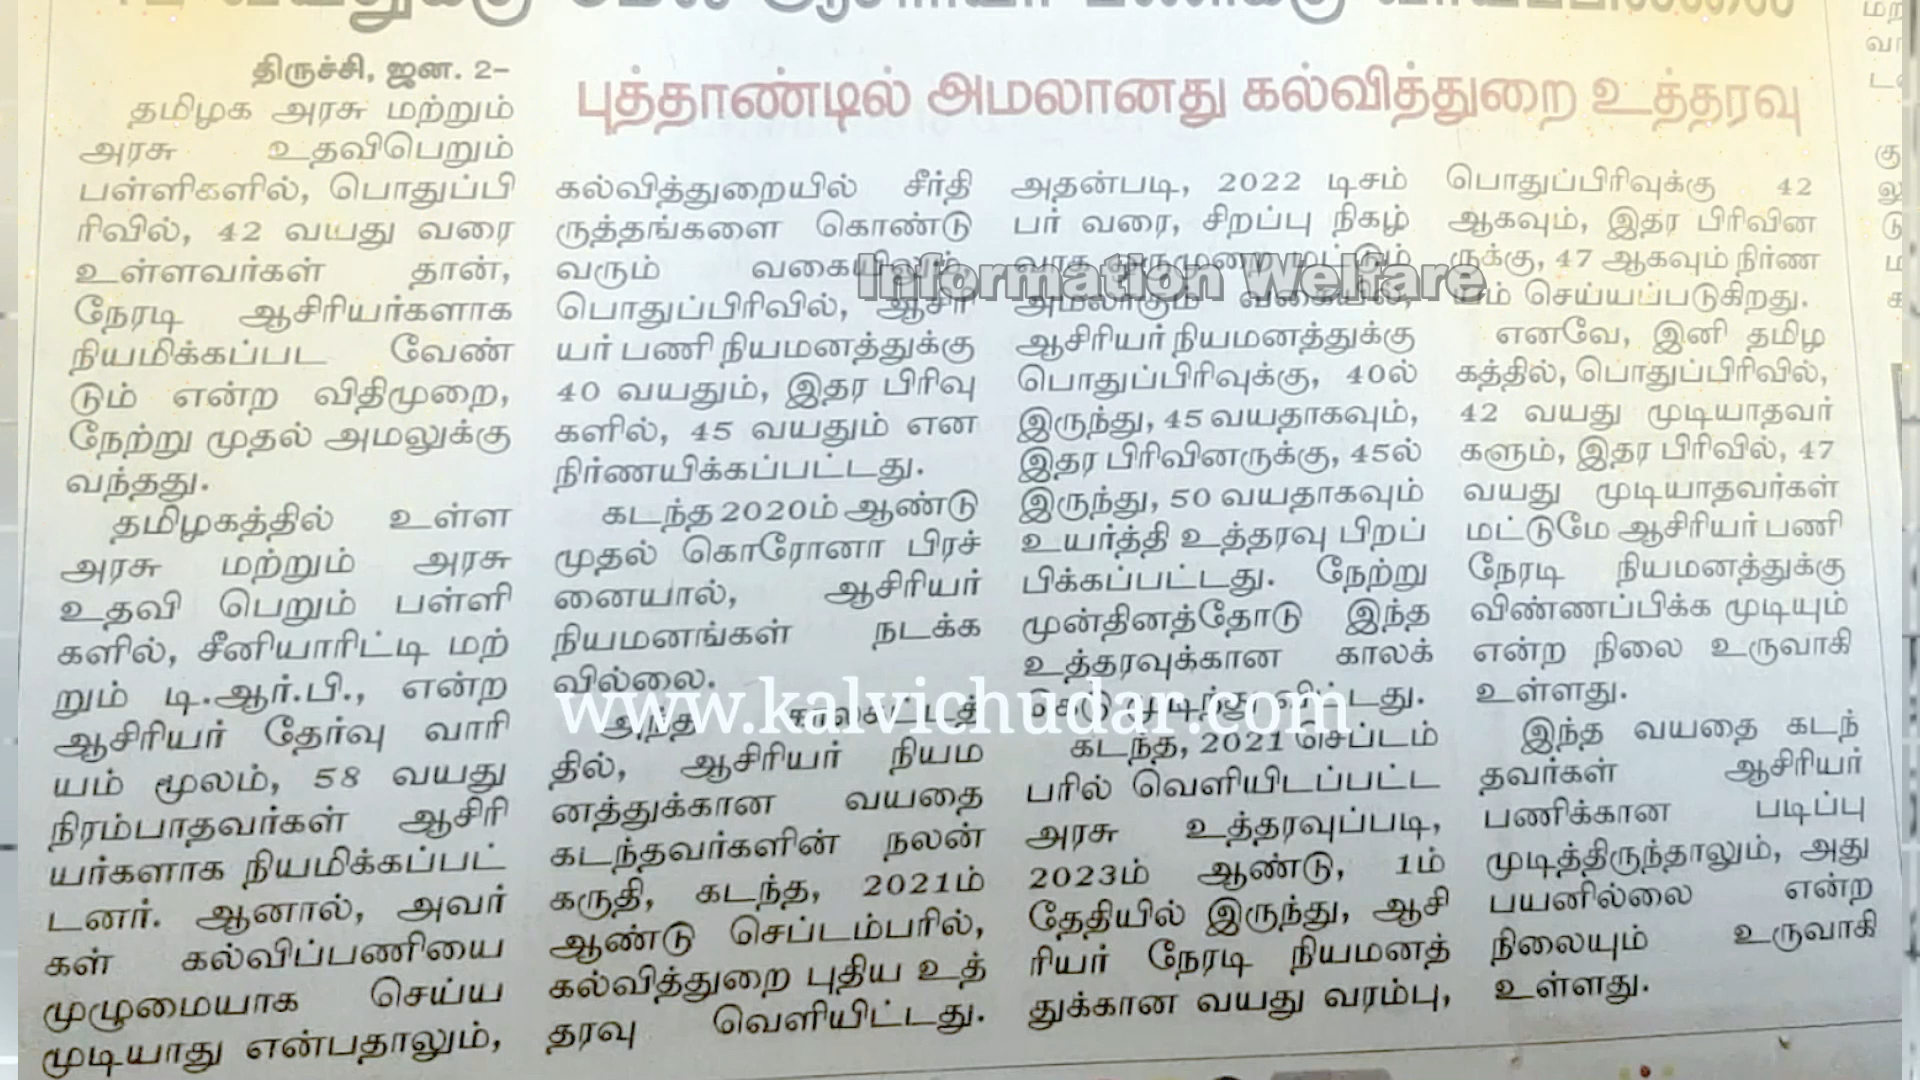 புத்தாண்டில் அமலானது கல்வித்துறை உத்தரவு
திருச்சி, ஜன. 2–
தமிழக அரசு மற்றும்
அரசு உதவிபெறும்
பள்ளிகளில், பொதுப்பி
ரிவில், 42 வயது வரை
உள்ளவர்கள் தான்,
நேரடி ஆசிரியர்களாக
நியமிக்கப்பட வேண்
டும் என்ற விதிமுறை,
நேற்று முதல் அமலுக்கு
வந்தது.
தமிழகத்தில் உள்ள
அரசு மற்றும் அரசு
உதவி பெறும் பள்ளி
களில், சீனியாரிட்டி மற்
றும் டி.ஆர்.பி., என்ற
ஆசிரியர் தேர்வு வாரி
யம் மூலம், 58 வயது
நிரம்பாதவர்கள் ஆசிரி
யர்களாக நியமிக்கப்பட்
டனர். ஆனால், அவர்
கள் கல்விப்பணியை
முழுமையாக செய்ய
முடியாது என்பதாலும்,
கல்வித்துறையில் சீர்தி
ருத்தங்களை கொண்டு
வரும் வகையிலும்
பொதுப்பிரிவில், ஆசிரி
யர் பணி நியமனத்துக்கு
40 வயதும், இதர பிரிவு
களில், 45 வயதும் என
நிர்ணயிக்கப்பட்டது.
கடந்த 2020ம் ஆண்டு
முதல் கொரோனா பிரச்
னையால், ஆசிரியர்
நியமனங்கள் நடக்க
வில்லை.
அந்த காலகட்டத்
தில், ஆசிரியர் நியம
னத்துக்கான வயதை
கடந்தவர்களின் நலன்
கருதி, கடந்த, 2021ம்
ஆண்டு செப்டம்பரில்,
கல்வித்துறை புதிய உத்
தரவு வெளியிட்டது.
அதன்படி, 2022 டிசம்
பர் வரை, சிறப்பு நிகழ்
வாக ஒருமுறை மட்டும்
அமலாகும் வகையில்,
ஆசிரியர் நியமனத்துக்கு
பொதுப்பிரிவுக்கு, 40ல்
இருந்து, 45 வயதாகவும்,
இதர பிரிவினருக்கு, 45ல்
இருந்து, 50 வயதாகவும்
உயர்த்தி உத்தரவு பிறப்
பிக்கப்பட்டது. நேற்று
முன்தினத்தோடு இந்த
உத்தரவுக்கான காலக்
கெடு முடிந்து விட்டது.
கடந்த, 2021 செப்டம்
பரில் வெளியிடப்பட்ட
அரசு உத்தரவுப்படி,
2023ம் ஆண்டு, 1ம்
தேதியில் இருந்து, ஆசி
ரியர் நேரடி நியமனத்
துக்கான வயது வரம்பு,
பொதுப்பிரிவுக்கு 42
ஆகவும், இதர பிரிவின
ருக்கு, 47 ஆகவும் நிர்ண
யம் செய்யப்படுகிறது.
எனவே, இனி தமிழ
கத்தில், பொதுப்பிரிவில்,
42 வயது முடியாதவர்
களும், இதர பிரிவில், 47
வயது முடியாதவர்கள்
மட்டுமே ஆசிரியர் பணி
நேரடி நியமனத்துக்கு
விண்ணப்பிக்க முடியும்
என்ற நிலை உருவாகி
உள்ளது.
இந்த வயதை கடந்
தவர்கள் ஆசிரியர்
பணிக்கான படிப்பு
முடித்திருந்தாலும், அது
பயனில்லை என்ற
நிலையும் உருவாகி
உள்ளது.
Information Welfare
www.kalvichudar.com